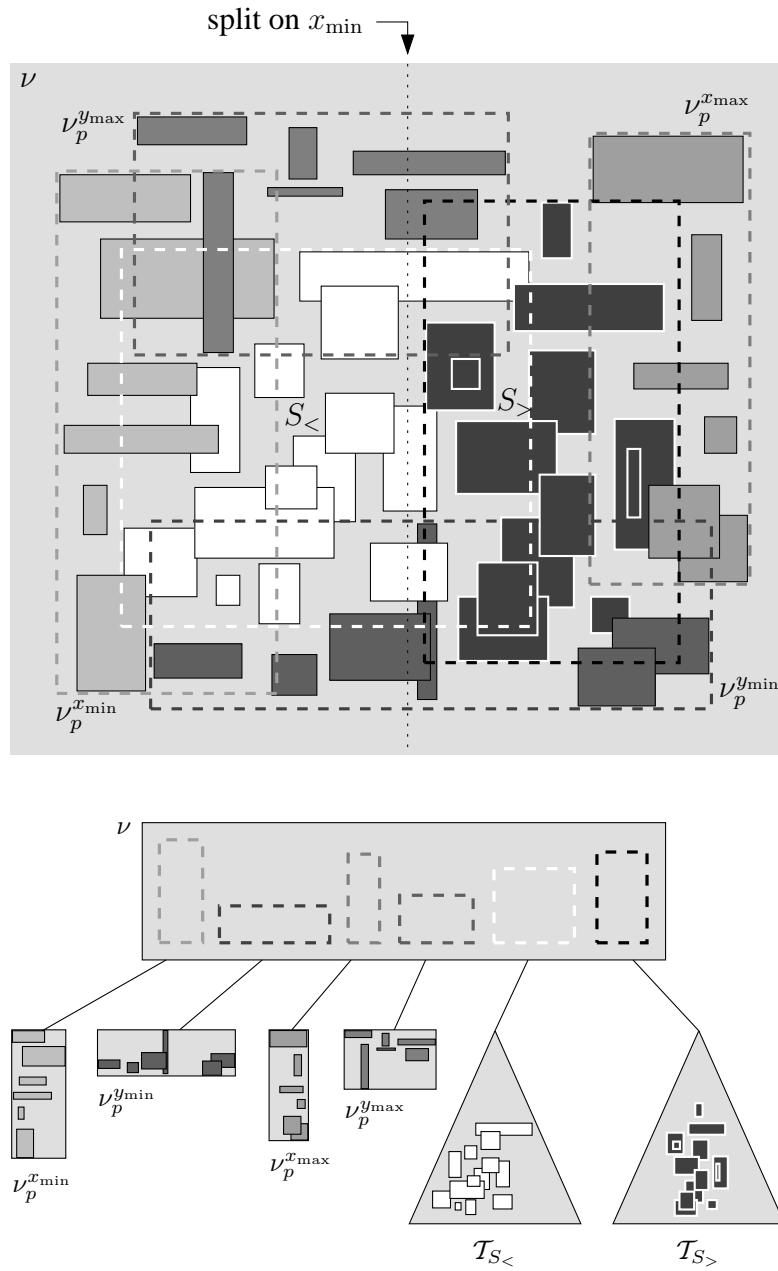 split on x_min
ν
ν_p^{y_max}
ν_p^{x_max}
S_<
S_>
ν_p^{x_min}
ν_p^{y_min}
ν
ν_p^{y_min}
ν_p^{y_max}
ν_p^{x_max}
ν_p^{x_min}
𝒯_{S_<}
𝒯_{S_>}